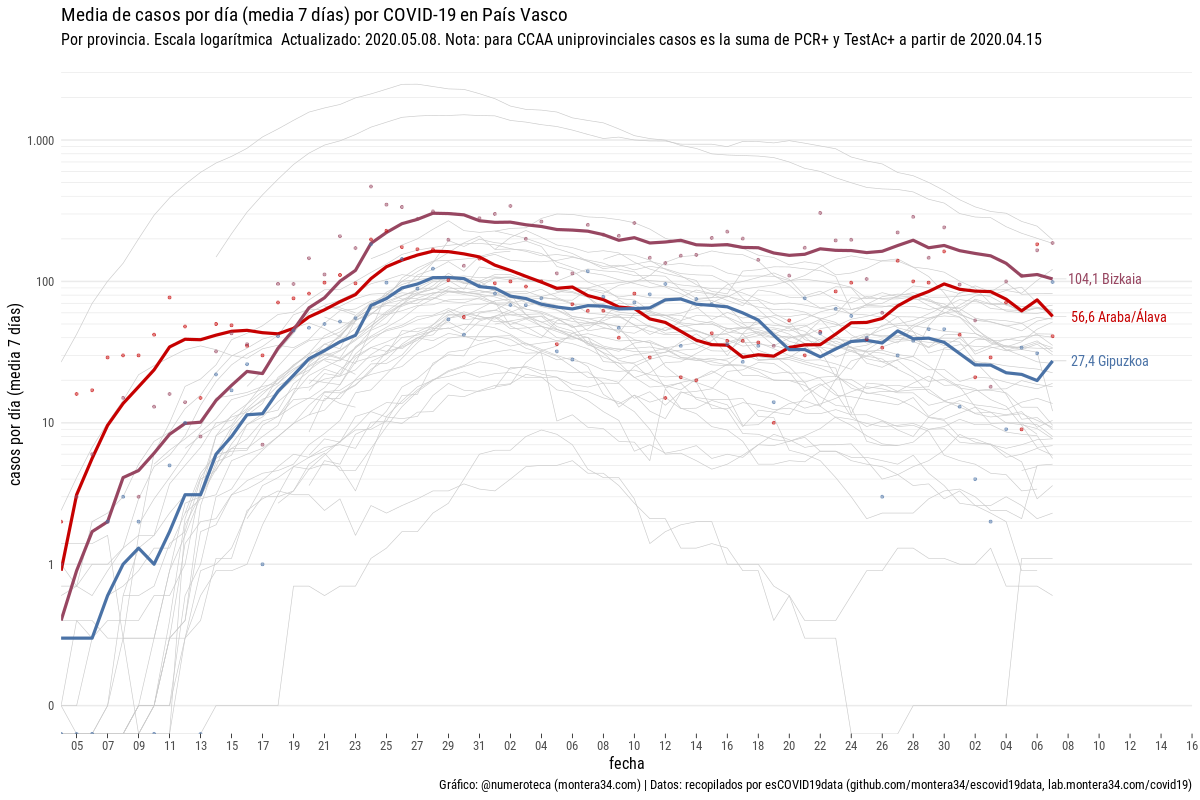 Media de casos por día (media 7 días) por COVID-19 en País Vasco
Por provincia. Escala logarítmica  Actualizado: 2020.05.08. Nota: para CCAA uniprovinciales casos es la suma de PCR+ y TestAc+ a partir de 2020.04.15
casos por día (media 7 días)
1.000
100
10
1
0
104,1 Bizkaia
56,6 Araba/Álava
27,4 Gipuzkoa
05 07 09 11 13 15 17 19 21 23 25 27 29 31 02 04 06 08 10 12 14 16 18 20 22 24 26 28 30 02 04 06 08 10 12 14 16
fecha
Gráfico: @numeroteca (montera34.com) | Datos: recopilados por esCOVID19data (github.com/montera34/escovid19data, lab.montera34.com/covid19)